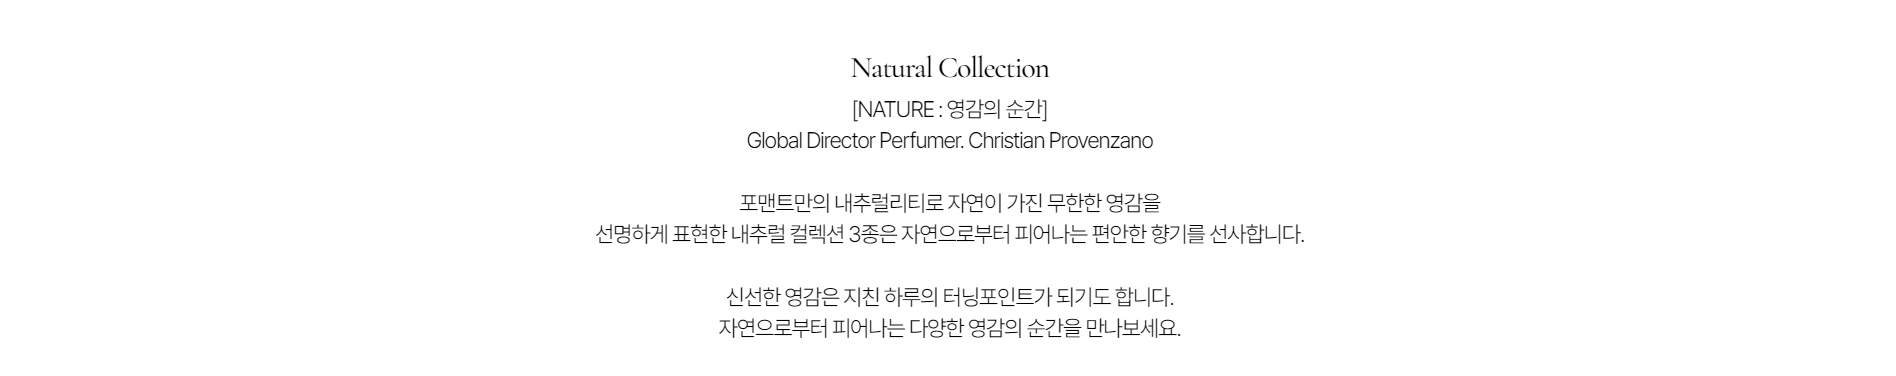 Natural Collection
[NATURE : 영감의 순간]
Global Director Perfumer. Christian Provenzano
포맨트만의 내추럴리티로 자연이 가진 무한한 영감을
선명하게 표현한 내추럴 컬렉션 3종은 자연으로부터 피어나는 편안한 향기를 선사합니다.
신선한 영감은 지친 하루의 터닝포인트가 되기도 합니다.
자연으로부터 피어나는 다양한 영감의 순간을 만나보세요.